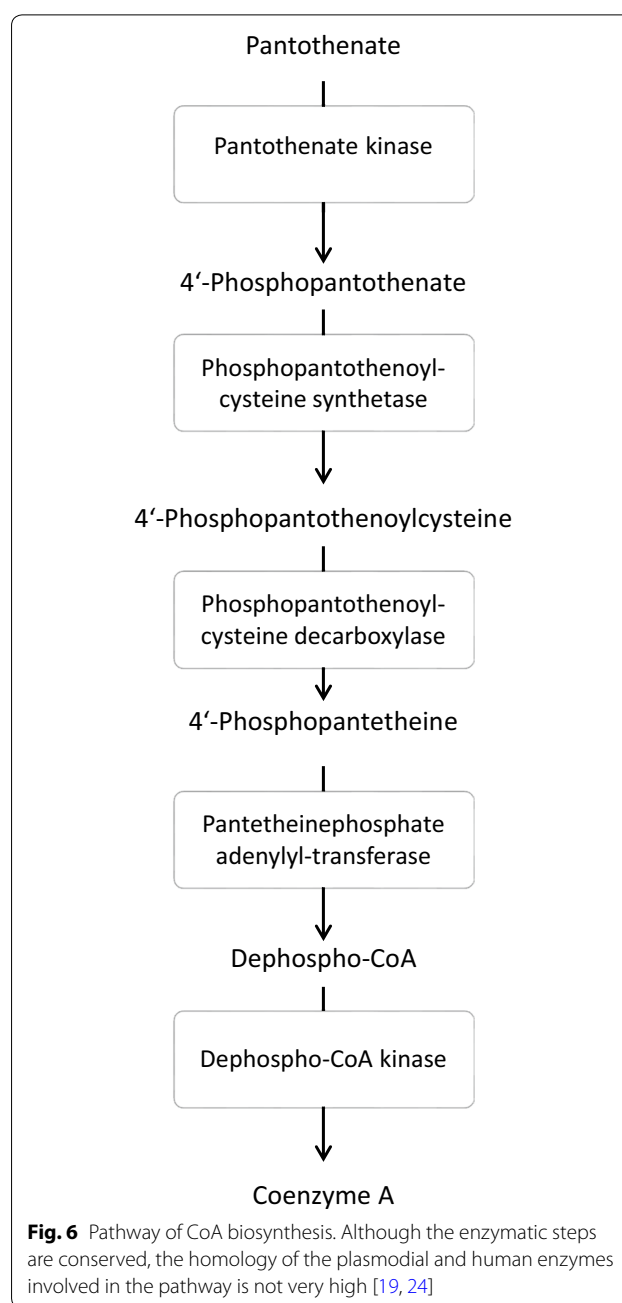 Pantothenate
Pantothenate kinase
4‘-Phosphopantothenate
Phosphopantothenoyl-
cysteine synthetase
4‘-Phosphopantothenoylcysteine
Phosphopantothenoyl-
cysteine decarboxylase
4‘-Phosphopantetheine
Pantetheinephosphate
adenylyl-transferase
Dephospho-CoA
Dephospho-CoA kinase
Coenzyme A
Fig. 6 Pathway of CoA biosynthesis. Although the enzymatic steps
are conserved, the homology of the plasmodial and human enzymes
involved in the pathway is not very high [19, 24]